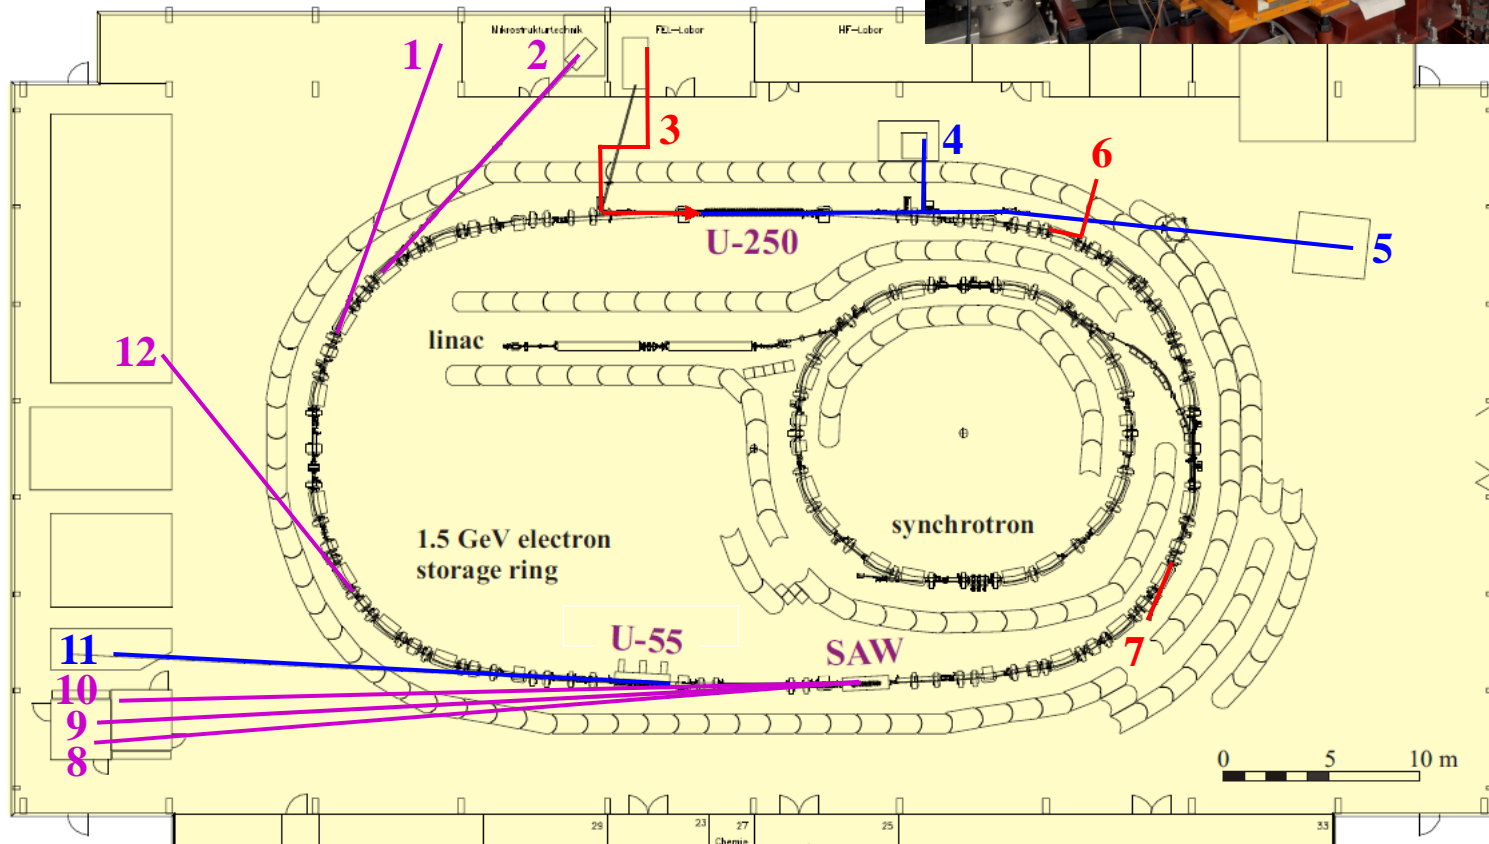 Mikrostrukturtechnik
FEL-Labor
HF-Labor
1
2
3
4
6
U-250
5
linac
12
synchrotron
1.5 GeV electron
storage ring
U-55
SAW
11
7
10
9
8
0 5 10 m
29
23
27
25
33
Chemie